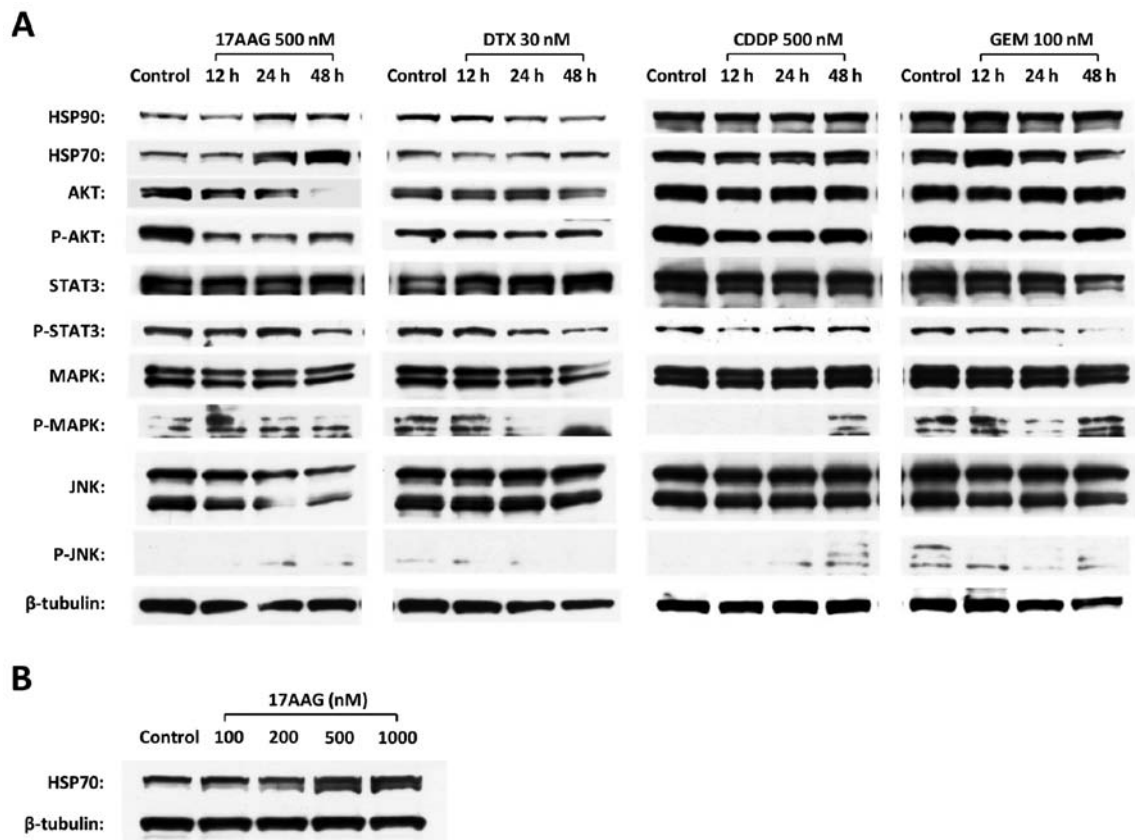 A
17AAG 500 nM DTX 30 nM CDDP 500 nM GEM 100 nM
Control 12 h 24 h 48 h Control 12 h 24 h 48 h Control 12 h 24 h 48 h Control 12 h 24 h 48 h
HSP90:
HSP70:
AKT:
P-AKT:
STAT3:
P-STAT3:
MAPK:
P-MAPK:
JNK:
P-JNK:
β-tubulin:
B
17AAG (nM)
Control 100 200 500 1000
HSP70:
β-tubulin: